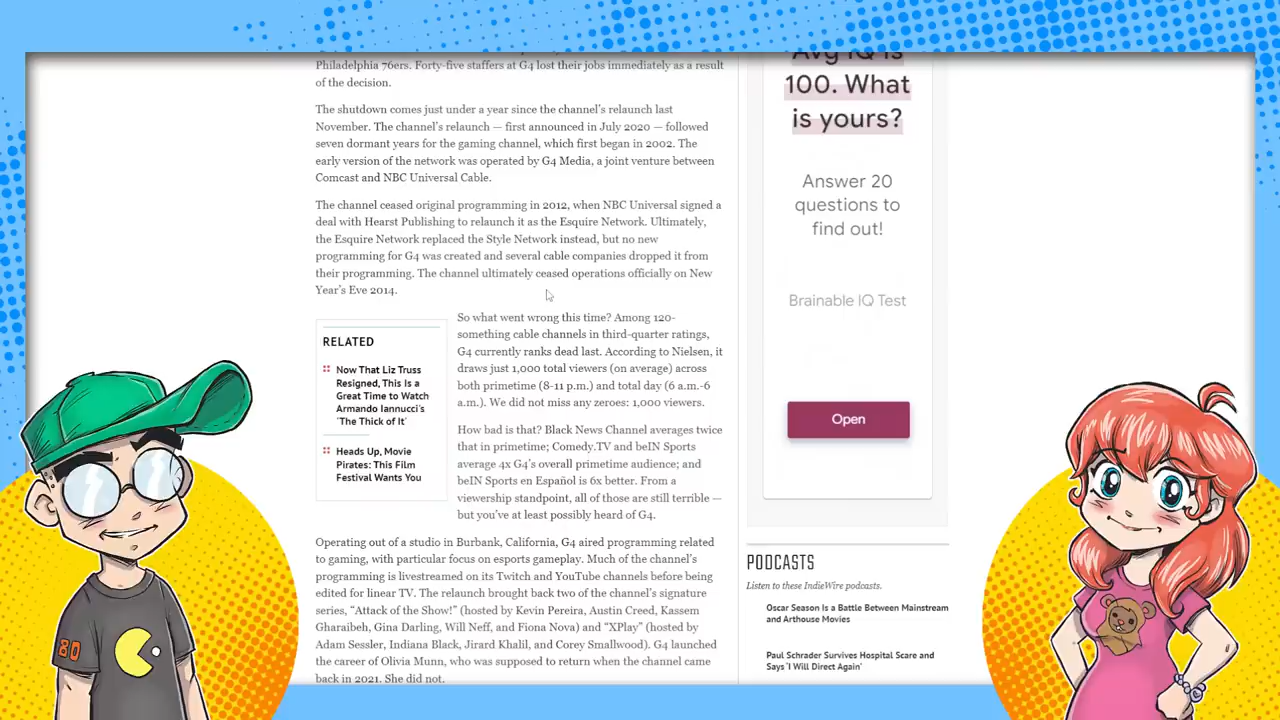 Philadelphia 76ers. Forty-five staffers at G4 lost their jobs immediately as a result
of the decision.
The shutdown comes just under a year since the channel's relaunch last
November. The channel's relaunch — first announced in July 2020 — followed
seven dormant years for the gaming channel, which first began in 2002. The
early version of the network was operated by G4 Media, a joint venture between
Comcast and NBC Universal Cable.
The channel ceased original programming in 2012, when NBC Universal signed a
deal with Hearst Publishing to relaunch it as the Esquire Network. Ultimately,
the Esquire Network replaced the Style Network instead, but no new
programming for G4 was created and several cable companies dropped it from
their programming. The channel ultimately ceased operations officially on New
Year's Eve 2014.
RELATED
Now That Liz Truss
Resigned, This Is a
Great Time to Watch
Armando Iannucci's
'The Thick of It'
Heads Up, Movie
Pirates: This Film
Festival Wants You
So what went wrong this time? Among 120-
something cable channels in third-quarter ratings,
G4 currently ranks dead last. According to Nielsen, it
draws just 1,000 total viewers (on average) across
both primetime (8-11 p.m.) and total day (6 a.m.-6
a.m.). We did not miss any zeroes: 1,000 viewers.
How bad is that? Black News Channel averages twice
that in primetime; Comedy.TV and beIN Sports
average 4x G4's overall primetime audience; and
beIN Sports en Español is 6x better. From a
viewership standpoint, all of those are still terrible —
but you've at least possibly heard of G4.
Operating out of a studio in Burbank, California, G4 aired programming related
to gaming, with particular focus on esports gameplay. Much of the channel's
programming is livestreamed on its Twitch and YouTube channels before being
edited for linear TV. The relaunch brought back two of the channel's signature
series, "Attack of the Show!" (hosted by Kevin Pereira, Austin Creed, Kassem
Gharaibeh, Gina Darling, Will Neff, and Fiona Nova) and "XPlay" (hosted by
Adam Sessler, Indiana Black, Jirard Khalil, and Corey Smallwood). G4 launched
the career of Olivia Munn, who was supposed to return when the channel came
back in 2021. She did not.
Avg IQ is
100. What
is yours?
Answer 20
questions to
find out!
Brainable IQ Test
Open
PODCASTS
Listen to these IndieWire podcasts.
Oscar Season Is a Battle Between Mainstream
and Arthouse Movies
Paul Schrader Survives Hospital Scare and
Says 'I Will Direct Again'
80